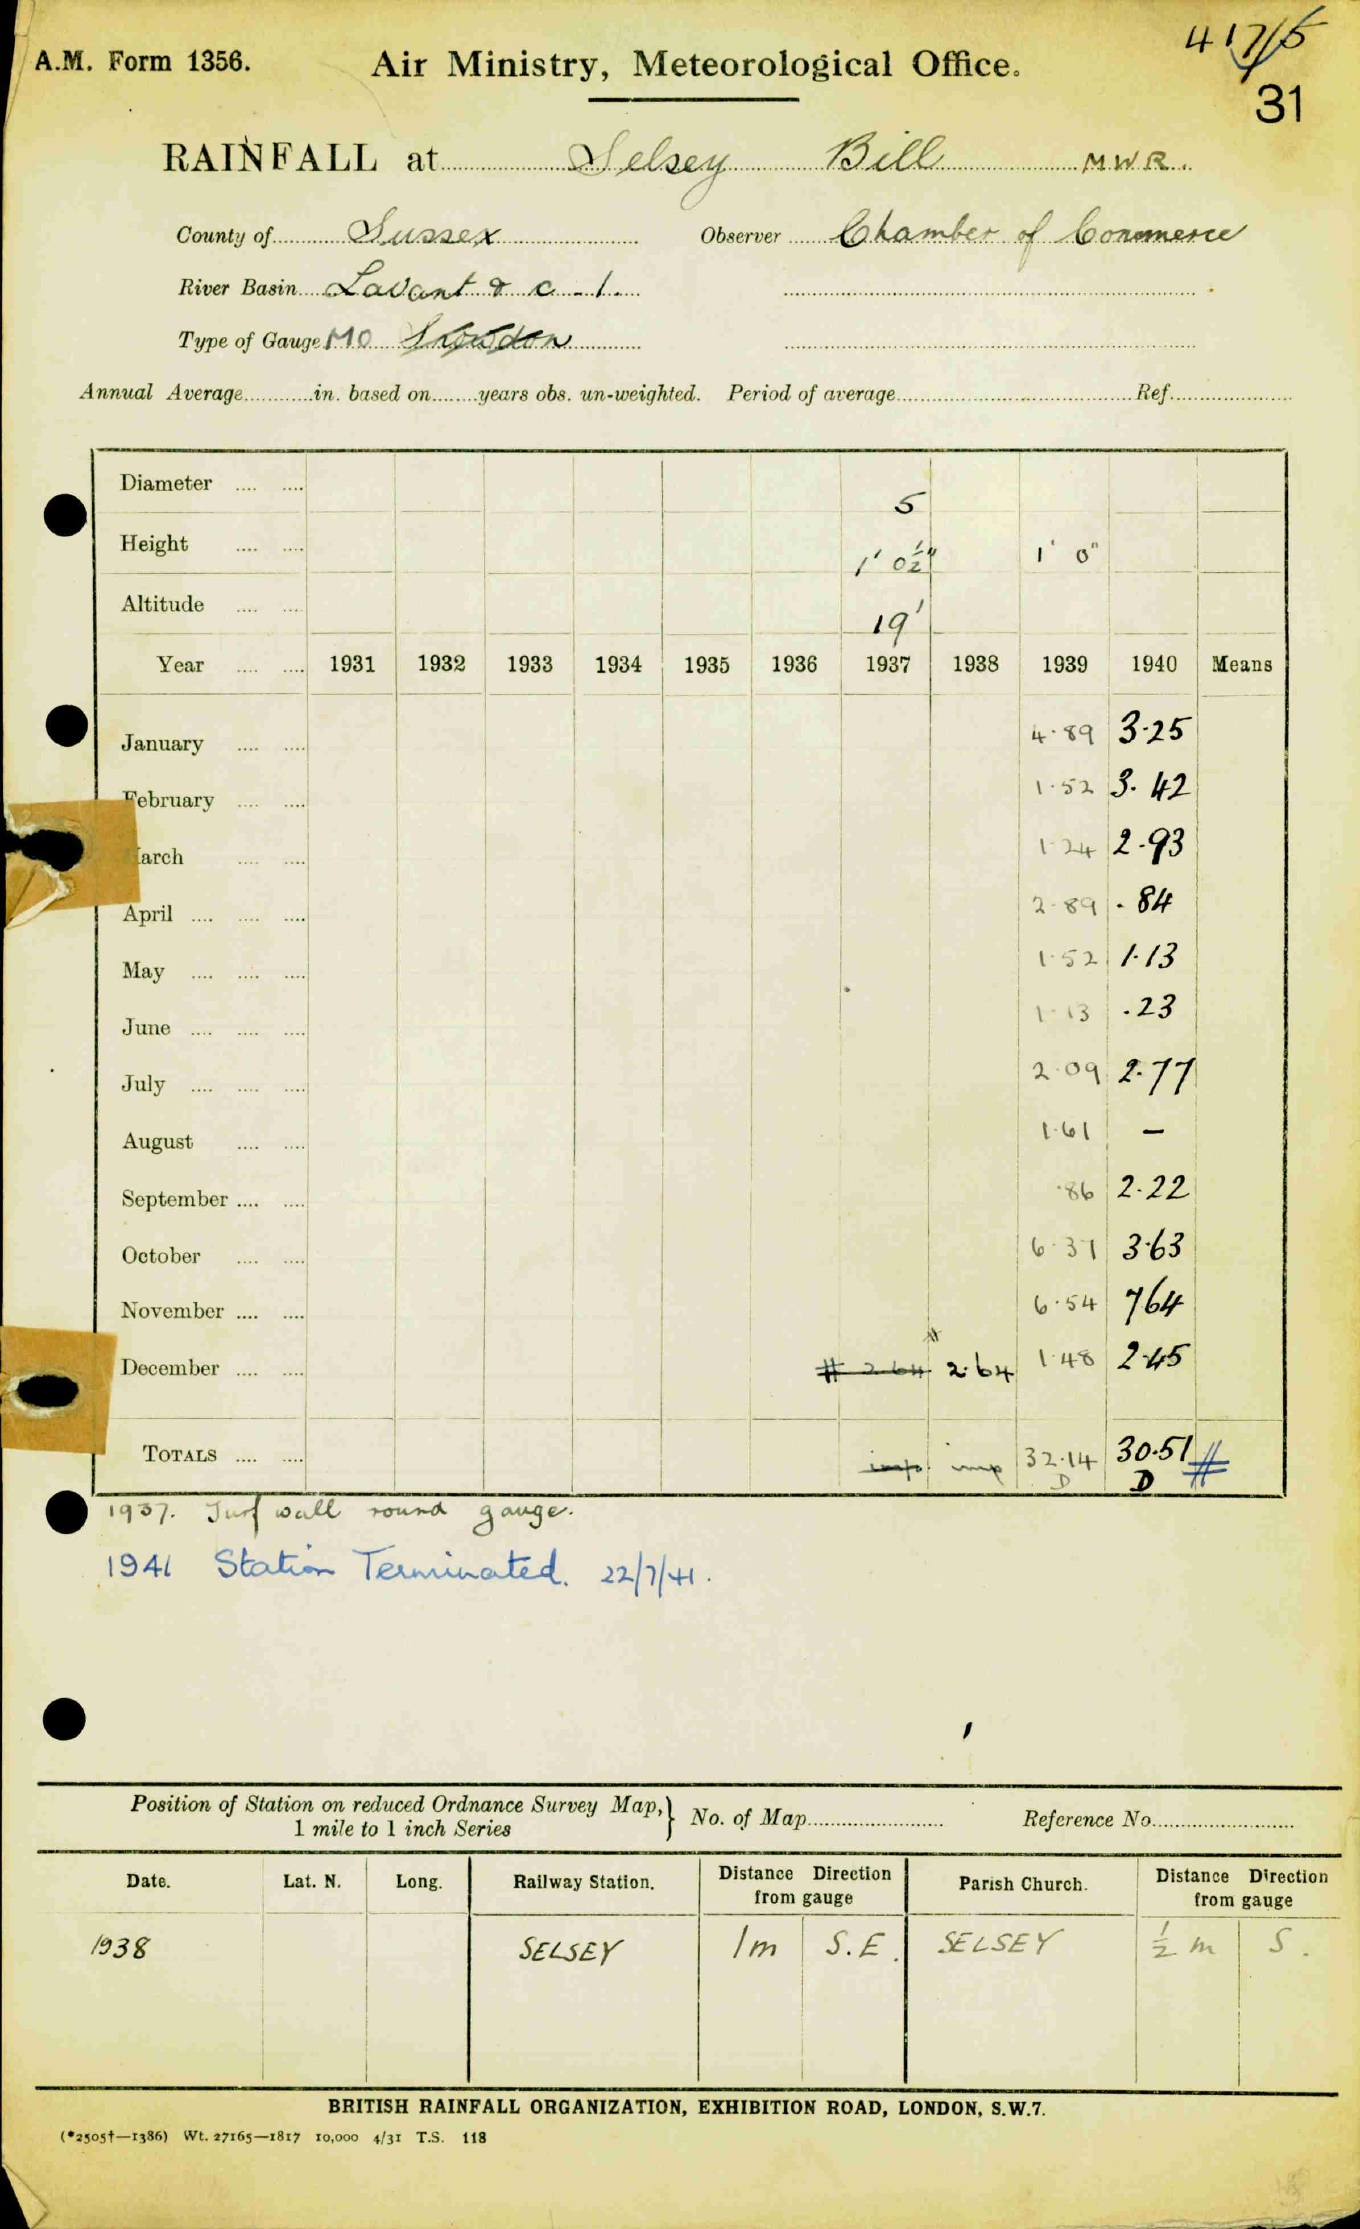 417/5
A.M. Form 1356. Air Ministry, Meteorological Office.
31
RAINFALL at Selsey Bill MWR.
County of Sussex Observer Chamber of Commerce
River Basin Lavant & c - 1.
Type of Gauge MO Snowdon
Annual Average in. based on years obs. un-weighted. Period of average Ref.
Diameter 5
Height 1' 0½" 1' 0"
Altitude 19'
Year 1931 1932 1933 1934 1935 1936 1937 1938 1939 1940 Means
January 4.89 3.25
February 1.52 3.42
March 1.24 2.93
April 2.89 .84
May 1.52 1.13
June 1.13 .23
July 2.09 2.77
August 1.61 —
September .86 2.22
October 6.37 3.63
November 6.54 764
December # 2.64 # 2.64 1.48 2.45
TOTALS imp. imp 32.14 30.51 #
D D
1937. Turf wall round gauge.
1941 Station Terminated. 22/7/41.
Position of Station on reduced Ordnance Survey Map, 1 mile to 1 inch Series } No. of Map Reference No.
Date. Lat. N. Long. Railway Station. Distance Direction from gauge Parish Church. Distance Direction from gauge
1938 SELSEY 1m S.E. SELSEY ½ m S.
BRITISH RAINFALL ORGANIZATION, EXHIBITION ROAD, LONDON, S.W.7.
(*2505†—1386) Wt. 27165—1817 10,000 4/31 T.S. 118